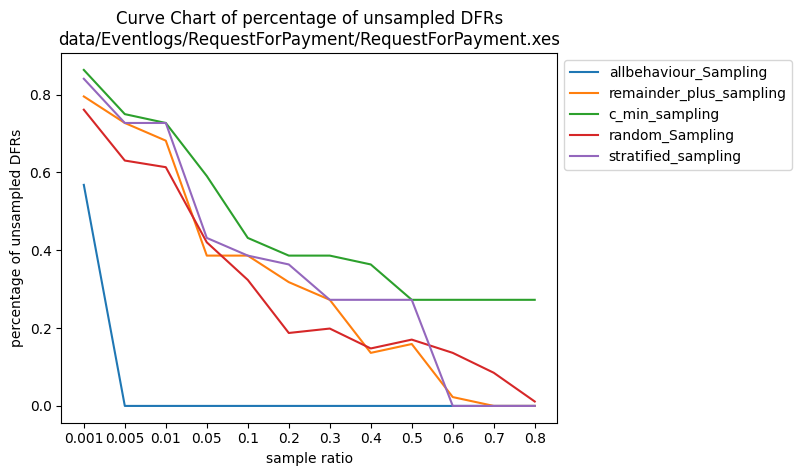 Curve Chart of percentage of unsampled DFRs
data/Eventlogs/RequestForPayment/RequestForPayment.xes
percentage of unsampled DFRs
0.8
0.6
0.4
0.2
0.0
0.001 0.005 0.01 0.05 0.1 0.2 0.3 0.4 0.5 0.6 0.7 0.8
sample ratio
allbehaviour_Sampling
remainder_plus_sampling
c_min_sampling
random_Sampling
stratified_sampling